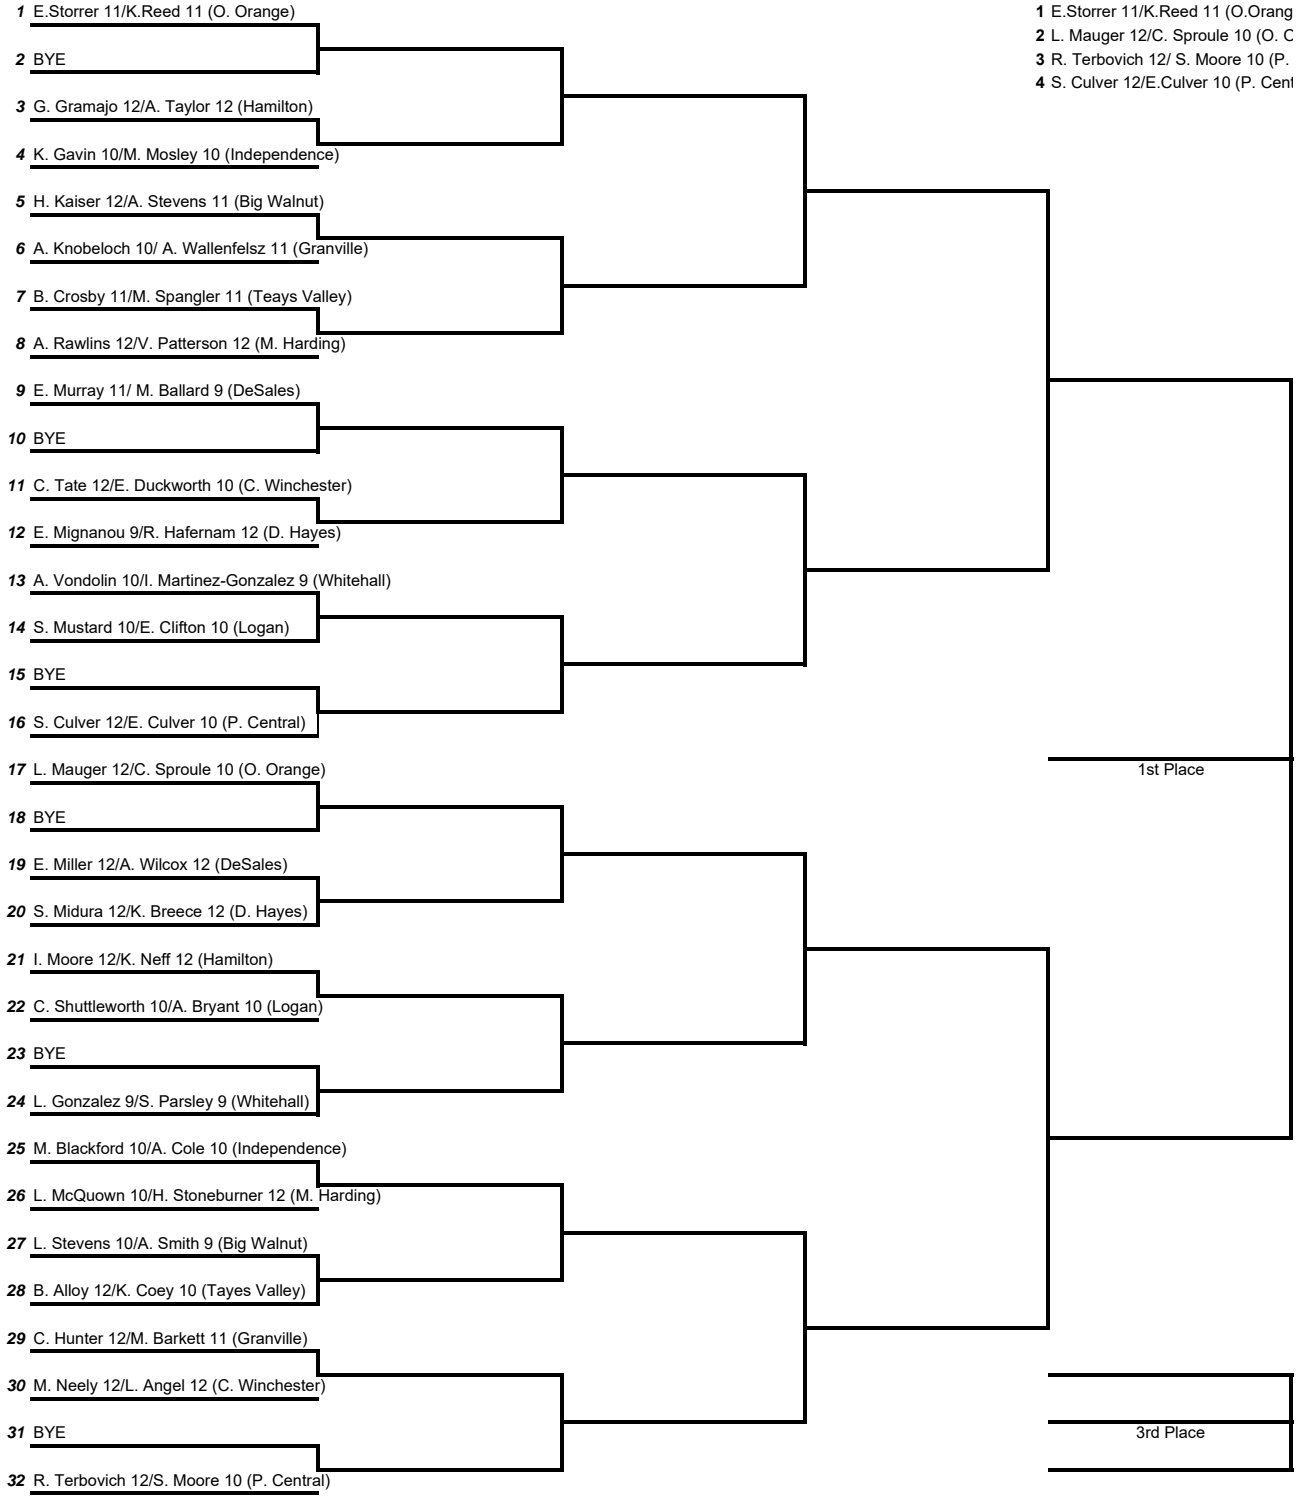 1 E.Storrer 11/K.Reed 11 (O. Orange)
1 E.Storrer 11/K.Reed 11 (O.Orang
2 L. Mauger 12/C. Sproule 10 (O.
3 R. Terbovich 12/ S. Moore 10 (P.
4 S. Culver 12/E.Culver 10 (P. Cent
2 BYE
3 G. Gramajo 12/A. Taylor 12 (Hamilton)
4 K. Gavin 10/M. Mosley 10 (Independence)
5 H. Kaiser 12/A. Stevens 11 (Big Walnut)
6 A. Knobeloch 10/ A. Wallenfelsz 11 (Granville)
7 B. Crosby 11/M. Spangler 11 (Teays Valley)
8 A. Rawlins 12/V. Patterson 12 (M. Harding)
9 E. Murray 11/ M. Ballard 9 (DeSales)
10 BYE
11 C. Tate 12/E. Duckworth 10 (C. Winchester)
12 E. Mignanou 9/R. Hafernam 12 (D. Hayes)
13 A. Vondolin 10/I. Martinez-Gonzalez 9 (Whitehall)
14 S. Mustard 10/E. Clifton 10 (Logan)
15 BYE
16 S. Culver 12/E. Culver 10 (P. Central)
17 L. Mauger 12/C. Sproule 10 (O. Orange)
1st Place
18 BYE
19 E. Miller 12/A. Wilcox 12 (DeSales)
20 S. Midura 12/K. Breece 12 (D. Hayes)
21 I. Moore 12/K. Neff 12 (Hamilton)
22 C. Shuttleworth 10/A. Bryant 10 (Logan)
23 BYE
24 L. Gonzalez 9/S. Parsley 9 (Whitehall)
25 M. Blackford 10/A. Cole 10 (Independence)
26 L. McQuown 10/H. Stoneburner 12 (M. Harding)
27 L. Stevens 10/A. Smith 9 (Big Walnut)
28 B. Alloy 12/K. Coey 10 (Tayes Valley)
29 C. Hunter 12/M. Barkett 11 (Granville)
30 M. Neely 12/L. Angel 12 (C. Winchester)
31 BYE
3rd Place
32 R. Terbovich 12/S. Moore 10 (P. Central)